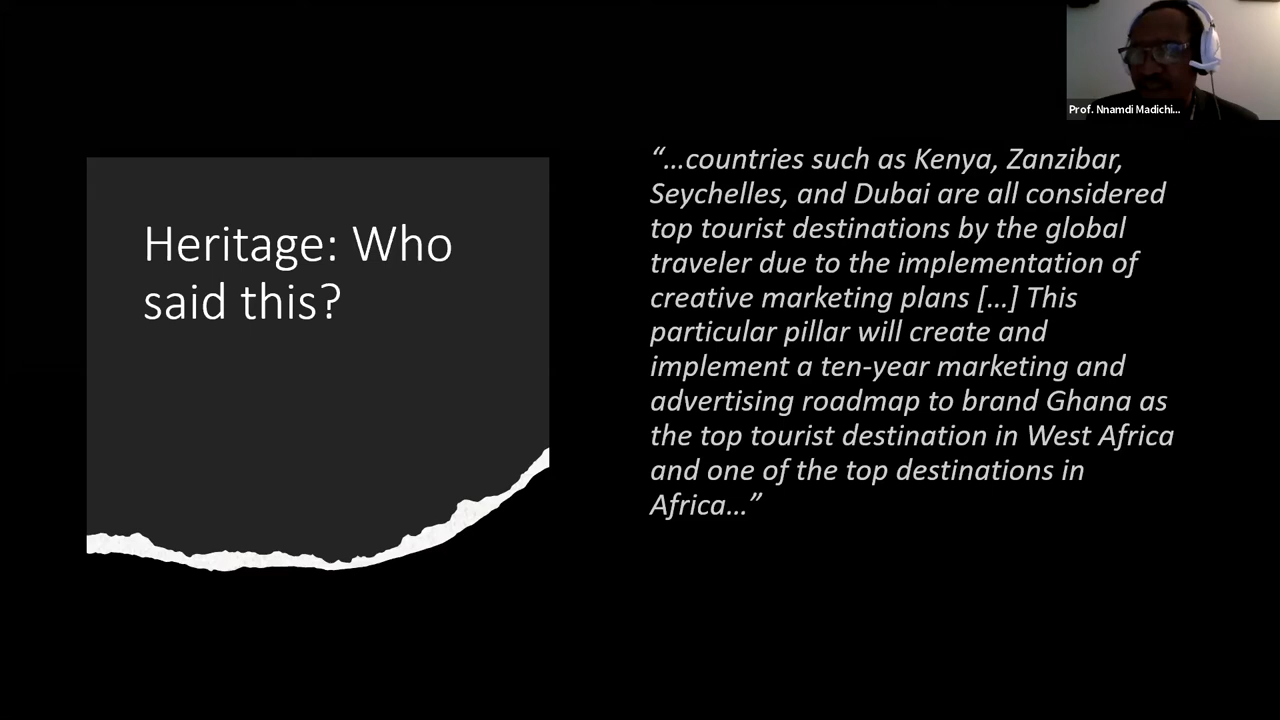 Prof. Nnamdi Madichi...
Heritage: Who
said this?
“…countries such as Kenya, Zanzibar,
Seychelles, and Dubai are all considered
top tourist destinations by the global
traveler due to the implementation of
creative marketing plans […] This
particular pillar will create and
implement a ten-year marketing and
advertising roadmap to brand Ghana as
the top tourist destination in West Africa
and one of the top destinations in
Africa…”